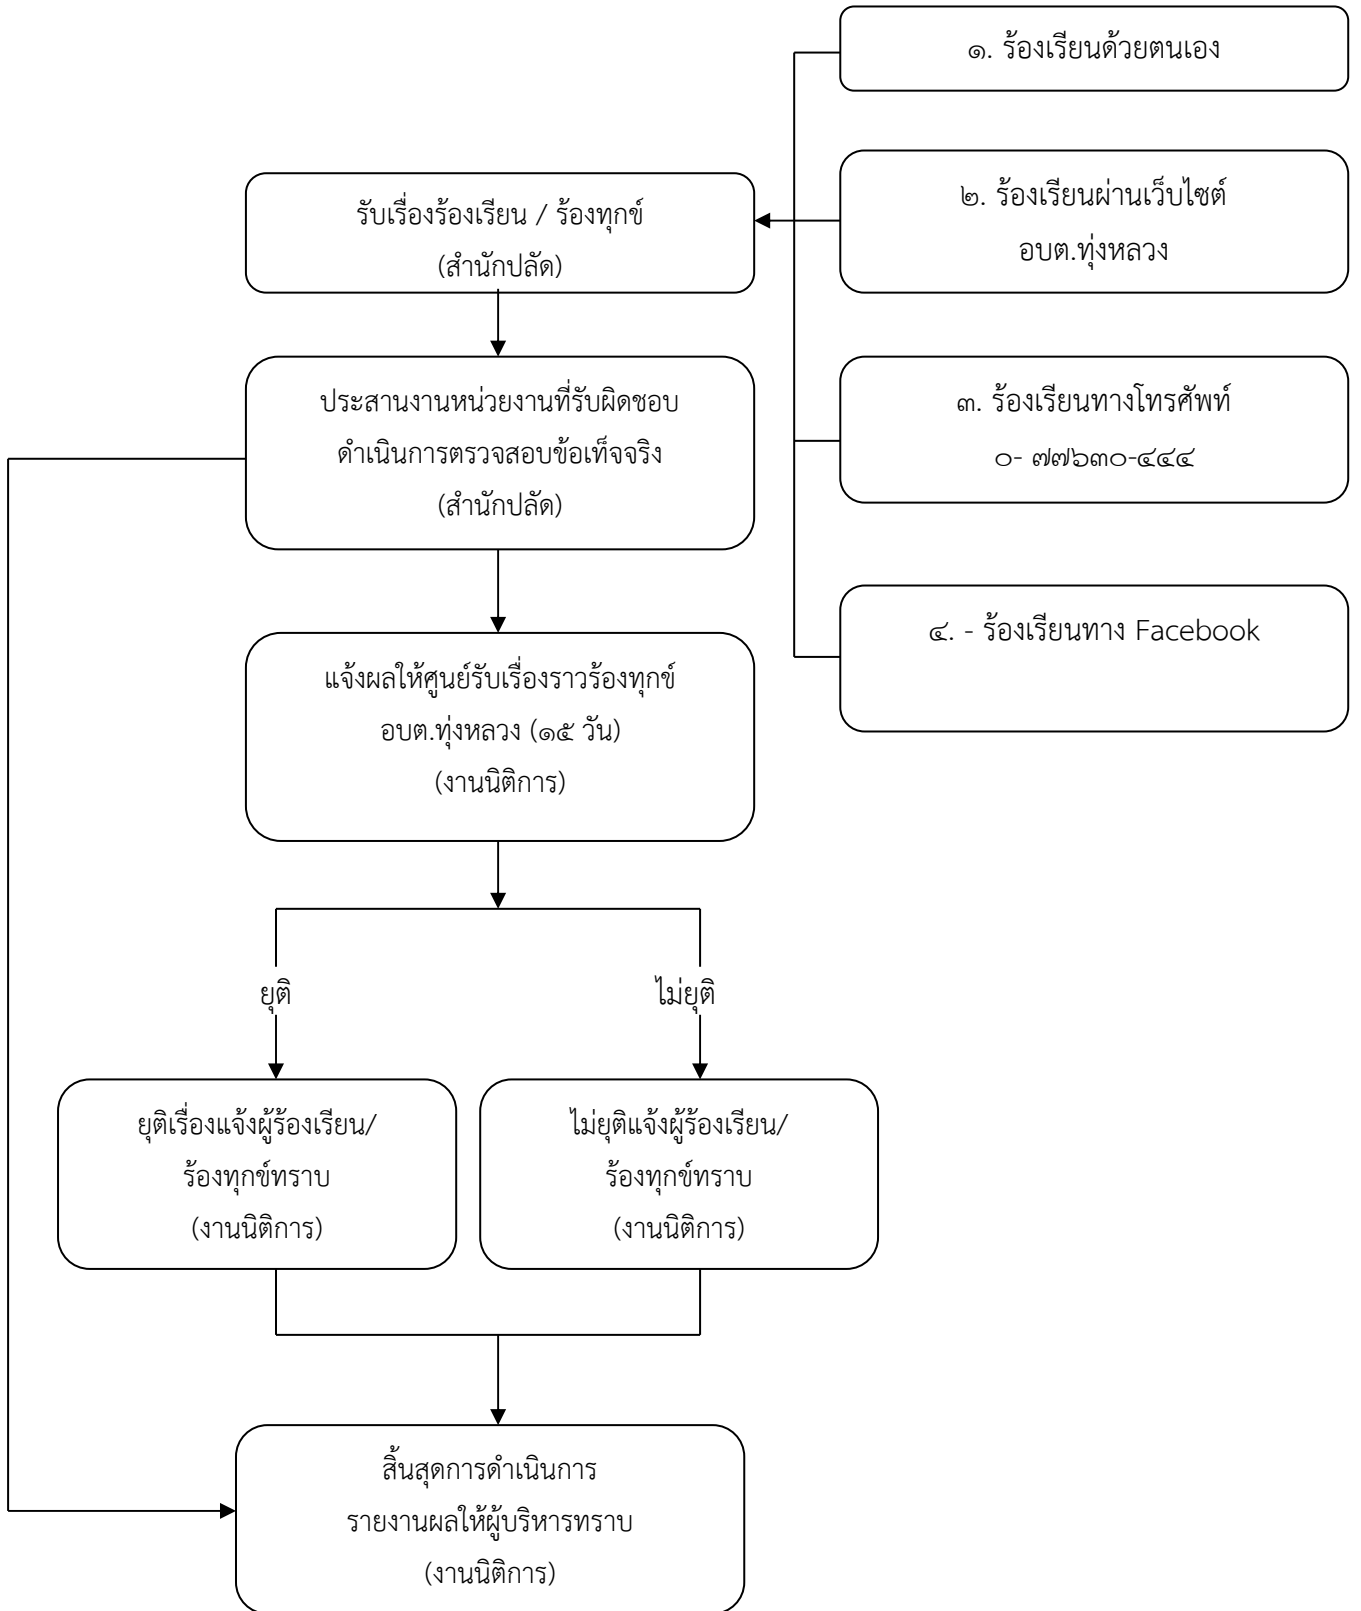 ๑. ร้องเรียนด้วยตนเอง
๒. ร้องเรียนผ่านเว็บไซต์
อบต.ทุ่งหลวง
รับเรื่องร้องเรียน / ร้องทุกข์
(สำนักปลัด)
ประสานงานหน่วยงานที่รับผิดชอบ
ดำเนินการตรวจสอบข้อเท็จจริง
(สำนักปลัด)
๓. ร้องเรียนทางโทรศัพท์
๐- ๗๗๖๓๐-๔๔๔
๔. - ร้องเรียนทาง Facebook
แจ้งผลให้ศูนย์รับเรื่องราวร้องทุกข์
อบต.ทุ่งหลวง (๑๕ วัน)
(งานนิติการ)
ยุติ
ไม่ยุติ
ยุติเรื่องแจ้งผู้ร้องเรียน/
ร้องทุกข์ทราบ
(งานนิติการ)
ไม่ยุติแจ้งผู้ร้องเรียน/
ร้องทุกข์ทราบ
(งานนิติการ)
สิ้นสุดการดำเนินการ
รายงานผลให้ผู้บริหารทราบ
(งานนิติการ)